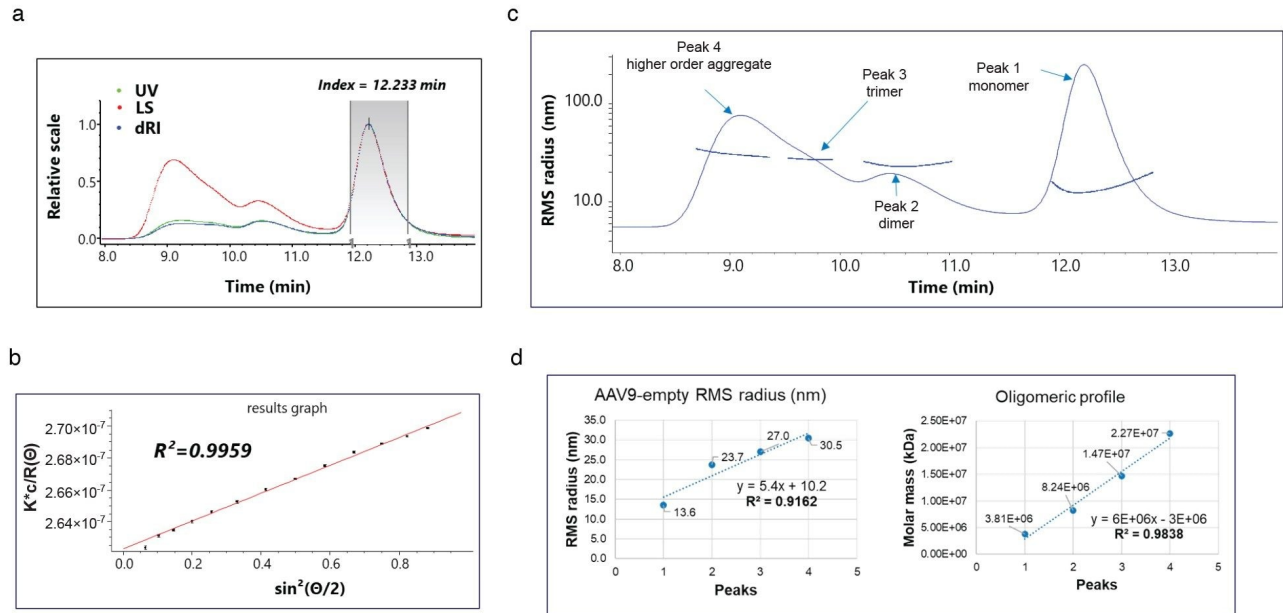 a
Index = 12.233 min
UV
LS
dRI
Relative scale
1.0
0.5
0.0
8.0 9.0 10.0 11.0 12.0 13.0
Time (min)
b
results graph
R²=0.9959
K*c/R(Θ)
2.70×10⁻⁷
2.68×10⁻⁷
2.66×10⁻⁷
2.64×10⁻⁷
0.0 0.2 0.4 0.6 0.8 1.0
sin²(Θ/2)
c
Peak 4
higher order aggregate
Peak 3
trimer
Peak 1
monomer
Peak 2
dimer
RMS radius (nm)
100.0
10.0
8.0 9.0 10.0 11.0 12.0 13.0
Time (min)
d
AAV9-empty RMS radius (nm)
RMS radius (nm)
35.0
30.0
25.0
20.0
15.0
10.0
5.0
0.0
13.6
23.7
27.0
30.5
y = 5.4x + 10.2
R² = 0.9162
0 1 2 3 4 5
Peaks
Oligomeric profile
Molar mass (kDa)
2.50E+07
2.00E+07
1.50E+07
1.00E+07
5.00E+06
0.00E+00
3.81E+06
8.24E+06
1.47E+07
2.27E+07
y = 6E+06x - 3E+06
R² = 0.9838
0 1 2 3 4 5
Peaks